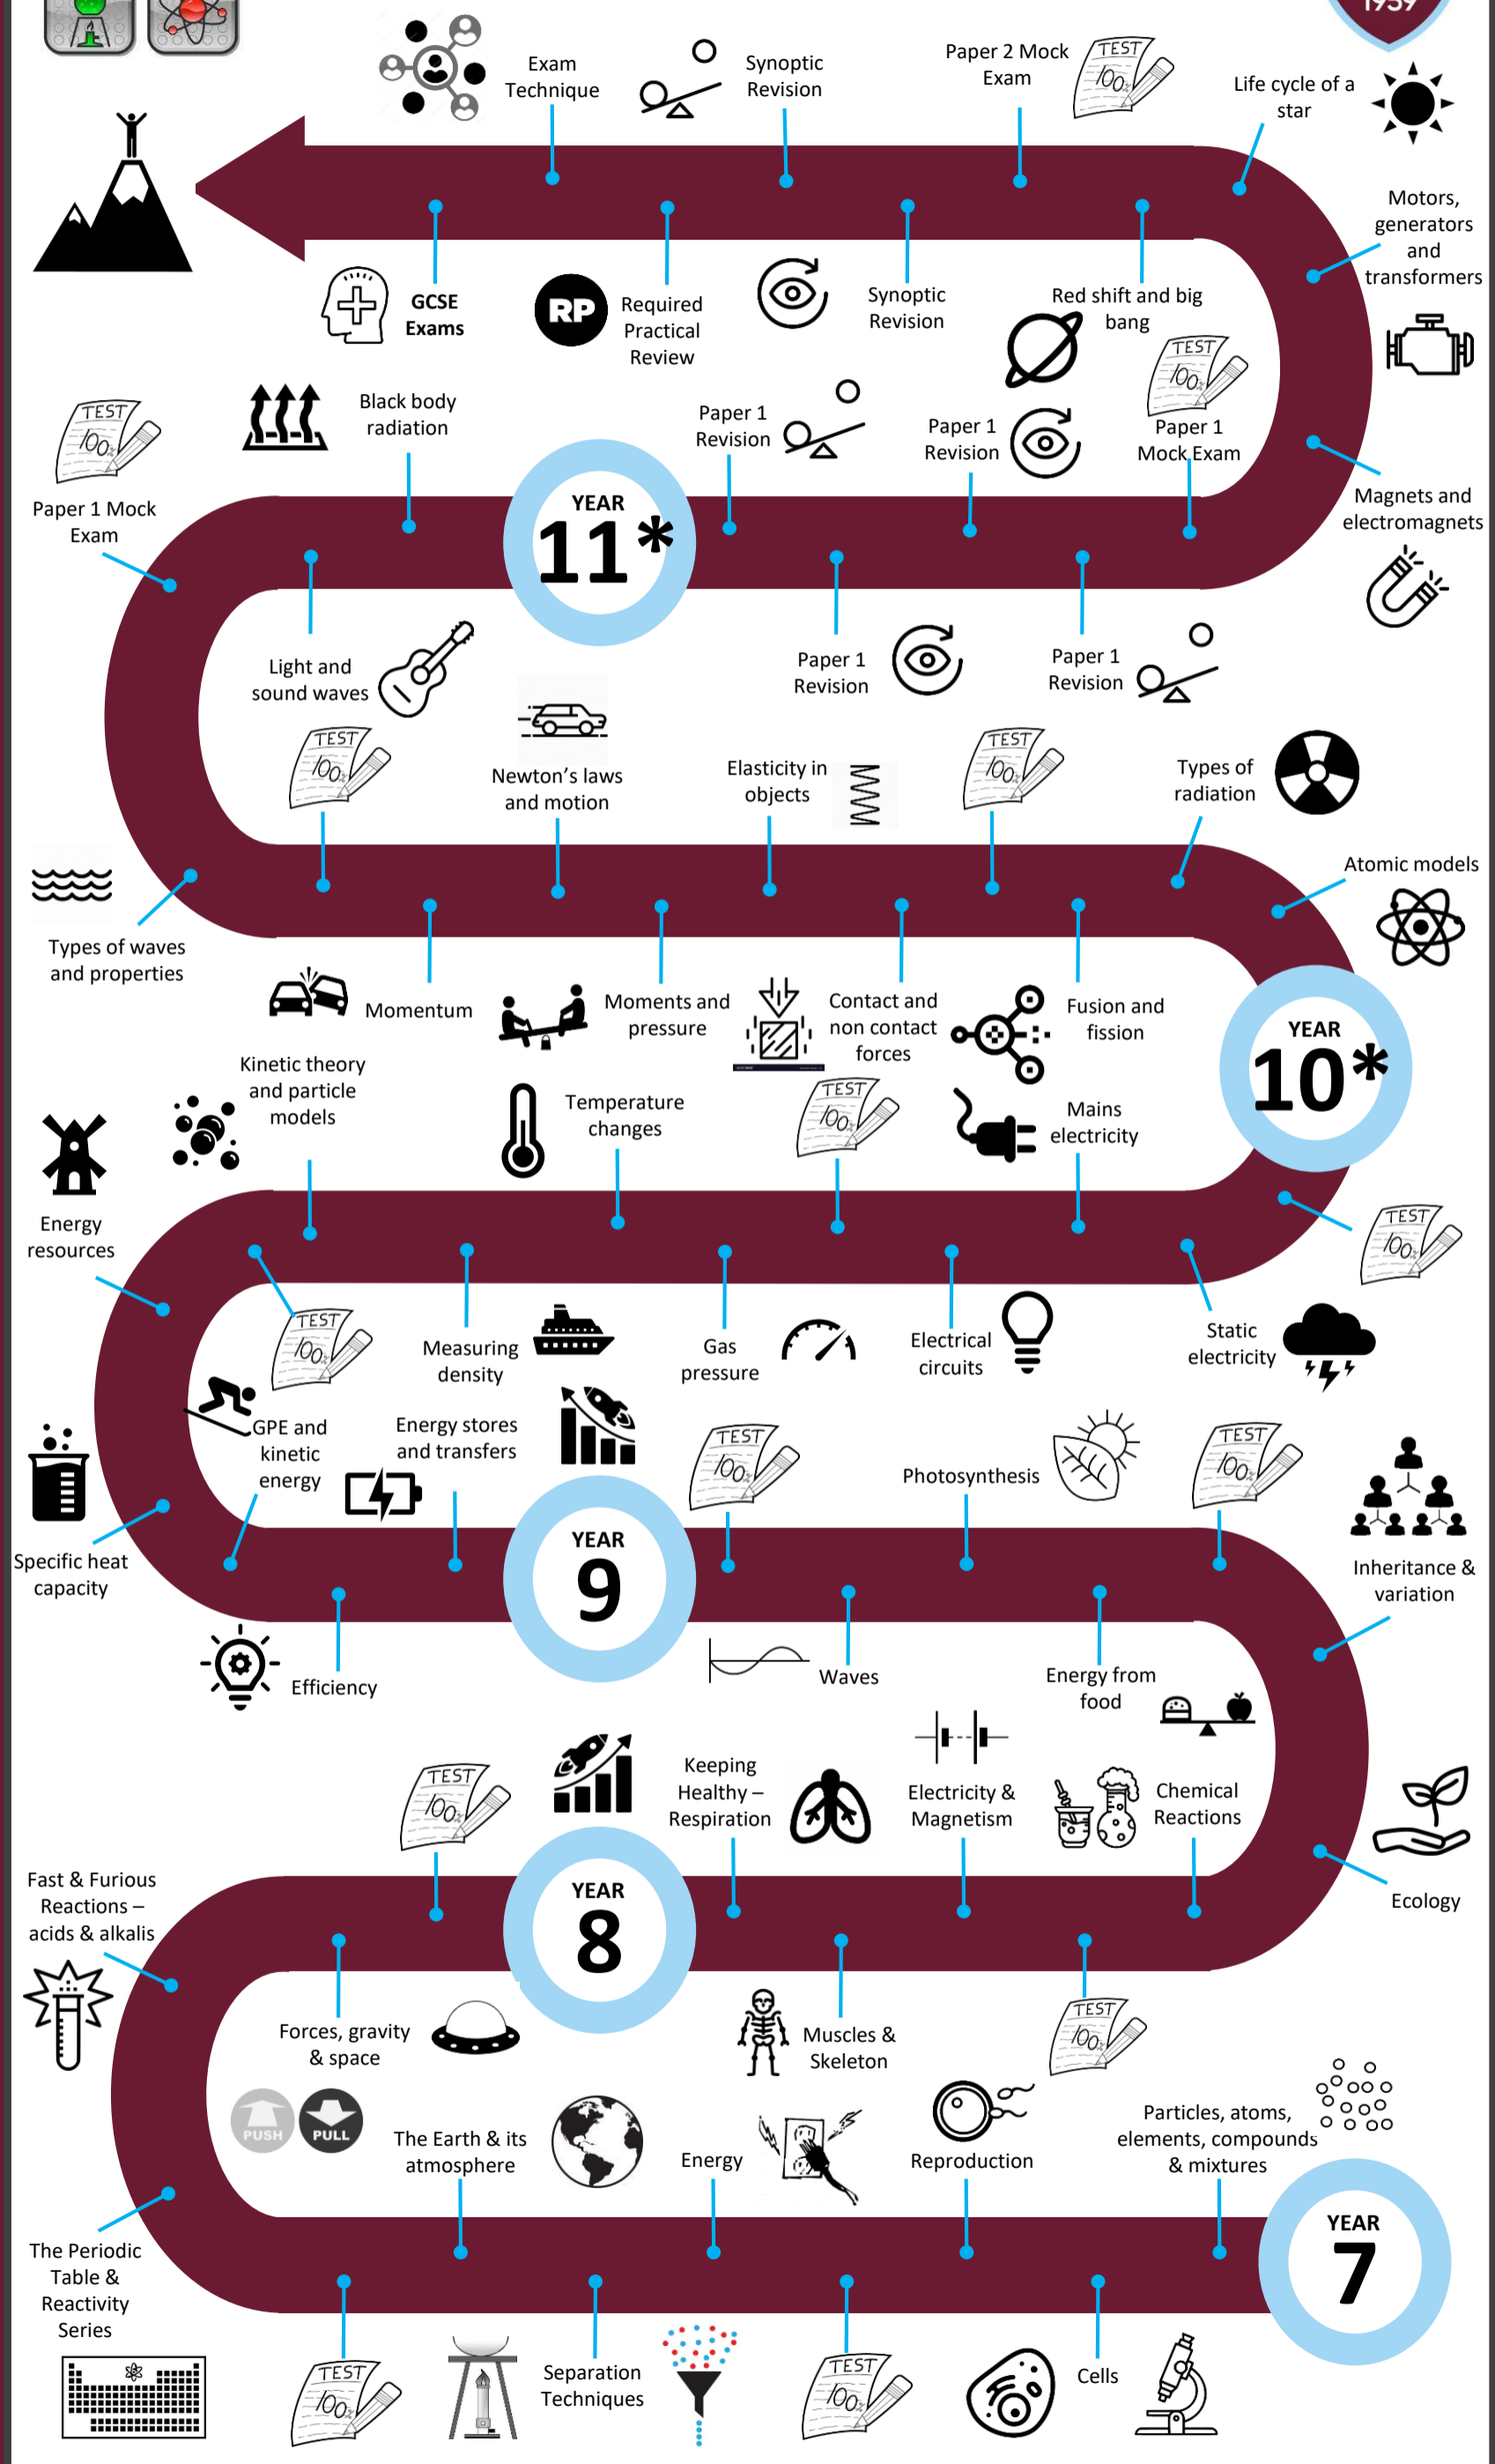 1959
Exam
Technique
Synoptic
Revision
Paper 2 Mock
Exam
TEST
100%
Life cycle of a
star
Motors,
generators
and
transformers
GCSE
Exams
RP
Required
Practical
Review
Synoptic
Revision
Red shift and big
bang
TEST
100%
Paper 1
Mock Exam
TEST
100%
Paper 1 Mock
Exam
Black body
radiation
YEAR
11*
Paper 1
Revision
Paper 1
Revision
Magnets and
electromagnets
Light and
sound waves
Paper 1
Revision
Paper 1
Revision
TEST
100%
Newton's laws
and motion
Elasticity in
objects
TEST
100%
Types of
radiation
Atomic models
Types of waves
and properties
Momentum
Moments and
pressure
Contact and
non contact
forces
Fusion and
fission
YEAR
10*
Kinetic theory
and particle
models
Temperature
changes
TEST
100%
Mains
electricity
Energy
resources
TEST
100%
TEST
100%
Measuring
density
Gas
pressure
Electrical
circuits
Static
electricity
GPE and
kinetic
energy
Energy stores
and transfers
TEST
100%
Photosynthesis
TEST
100%
Specific heat
capacity
YEAR
9
Inheritance &
variation
Efficiency
Waves
Energy from
food
TEST
100%
Keeping
Healthy –
Respiration
Electricity &
Magnetism
Chemical
Reactions
Fast & Furious
Reactions –
acids & alkalis
YEAR
8
Ecology
Forces, gravity
& space
Muscles &
Skeleton
TEST
100%
PUSH
PULL
The Earth & its
atmosphere
Energy
Reproduction
Particles, atoms,
elements, compounds
& mixtures
YEAR
7
The Periodic
Table &
Reactivity
Series
TEST
100%
Separation
Techniques
TEST
100%
Cells